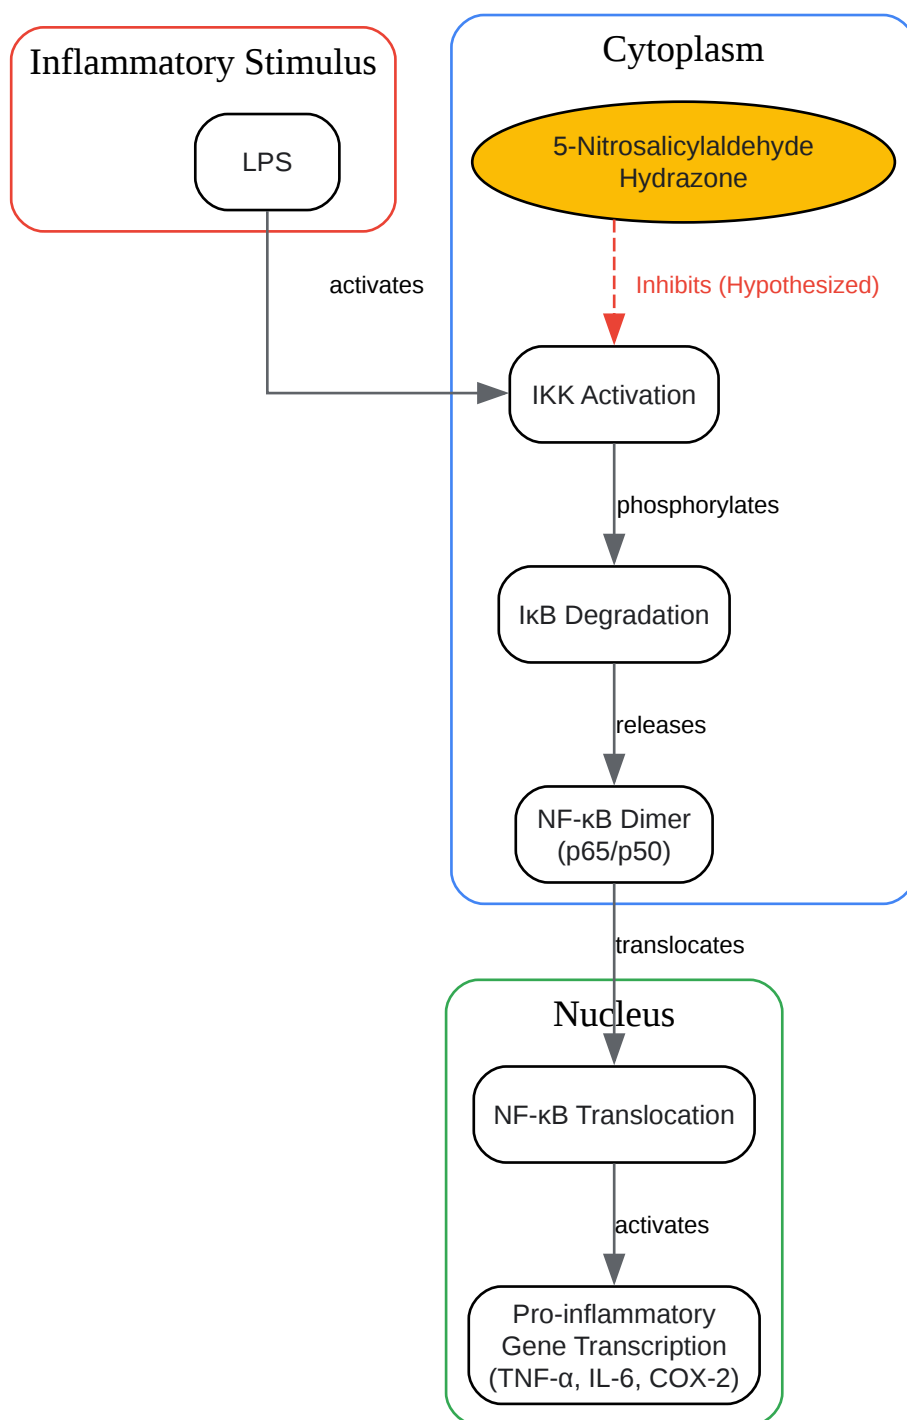 Inflammatory Stimulus
LPS
activates
Cytoplasm
5-Nitrosalicylaldehyde
Hydrazone
Inhibits (Hypothesized)
IKK Activation
phosphorylates
IκB Degradation
releases
NF-κB Dimer
(p65/p50)
translocates
Nucleus
NF-κB Translocation
activates
Pro-inflammatory
Gene Transcription
(TNF-α, IL-6, COX-2)